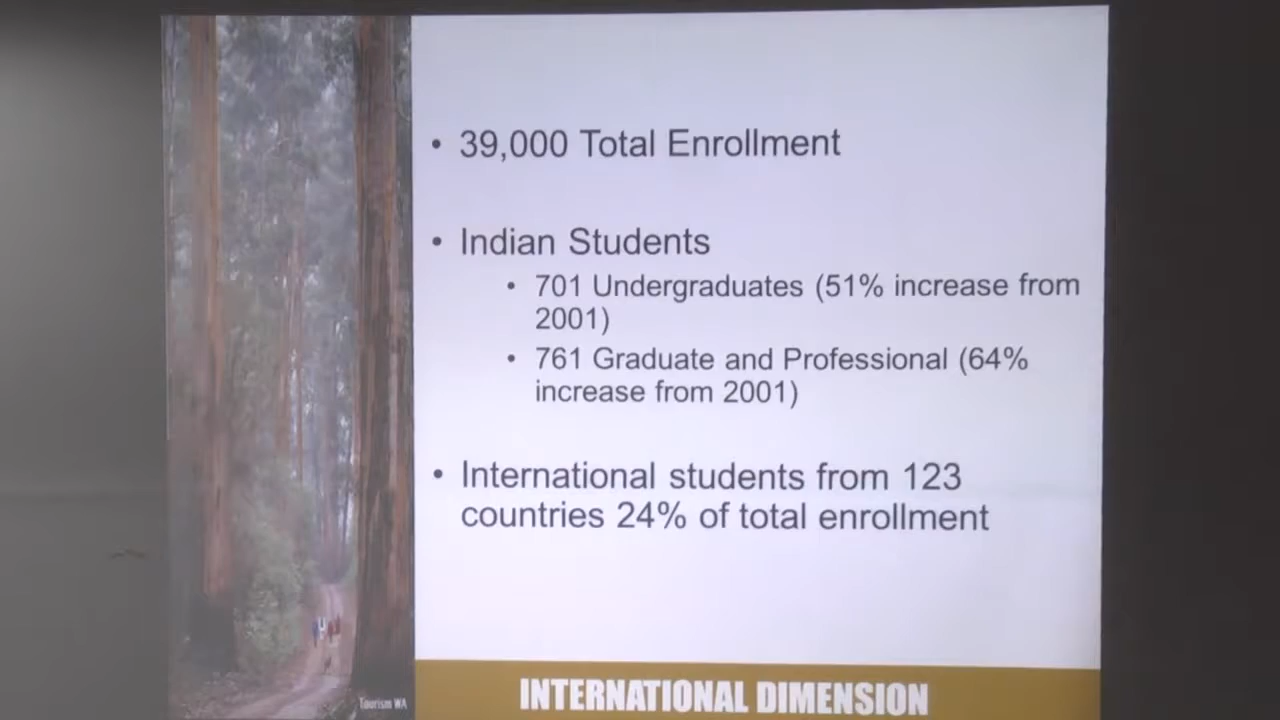 • 39,000 Total Enrollment
• Indian Students
• 701 Undergraduates (51% increase from
2001)
• 761 Graduate and Professional (64%
increase from 2001)
• International students from 123
countries 24% of total enrollment
Tourism WA
INTERNATIONAL DIMENSION